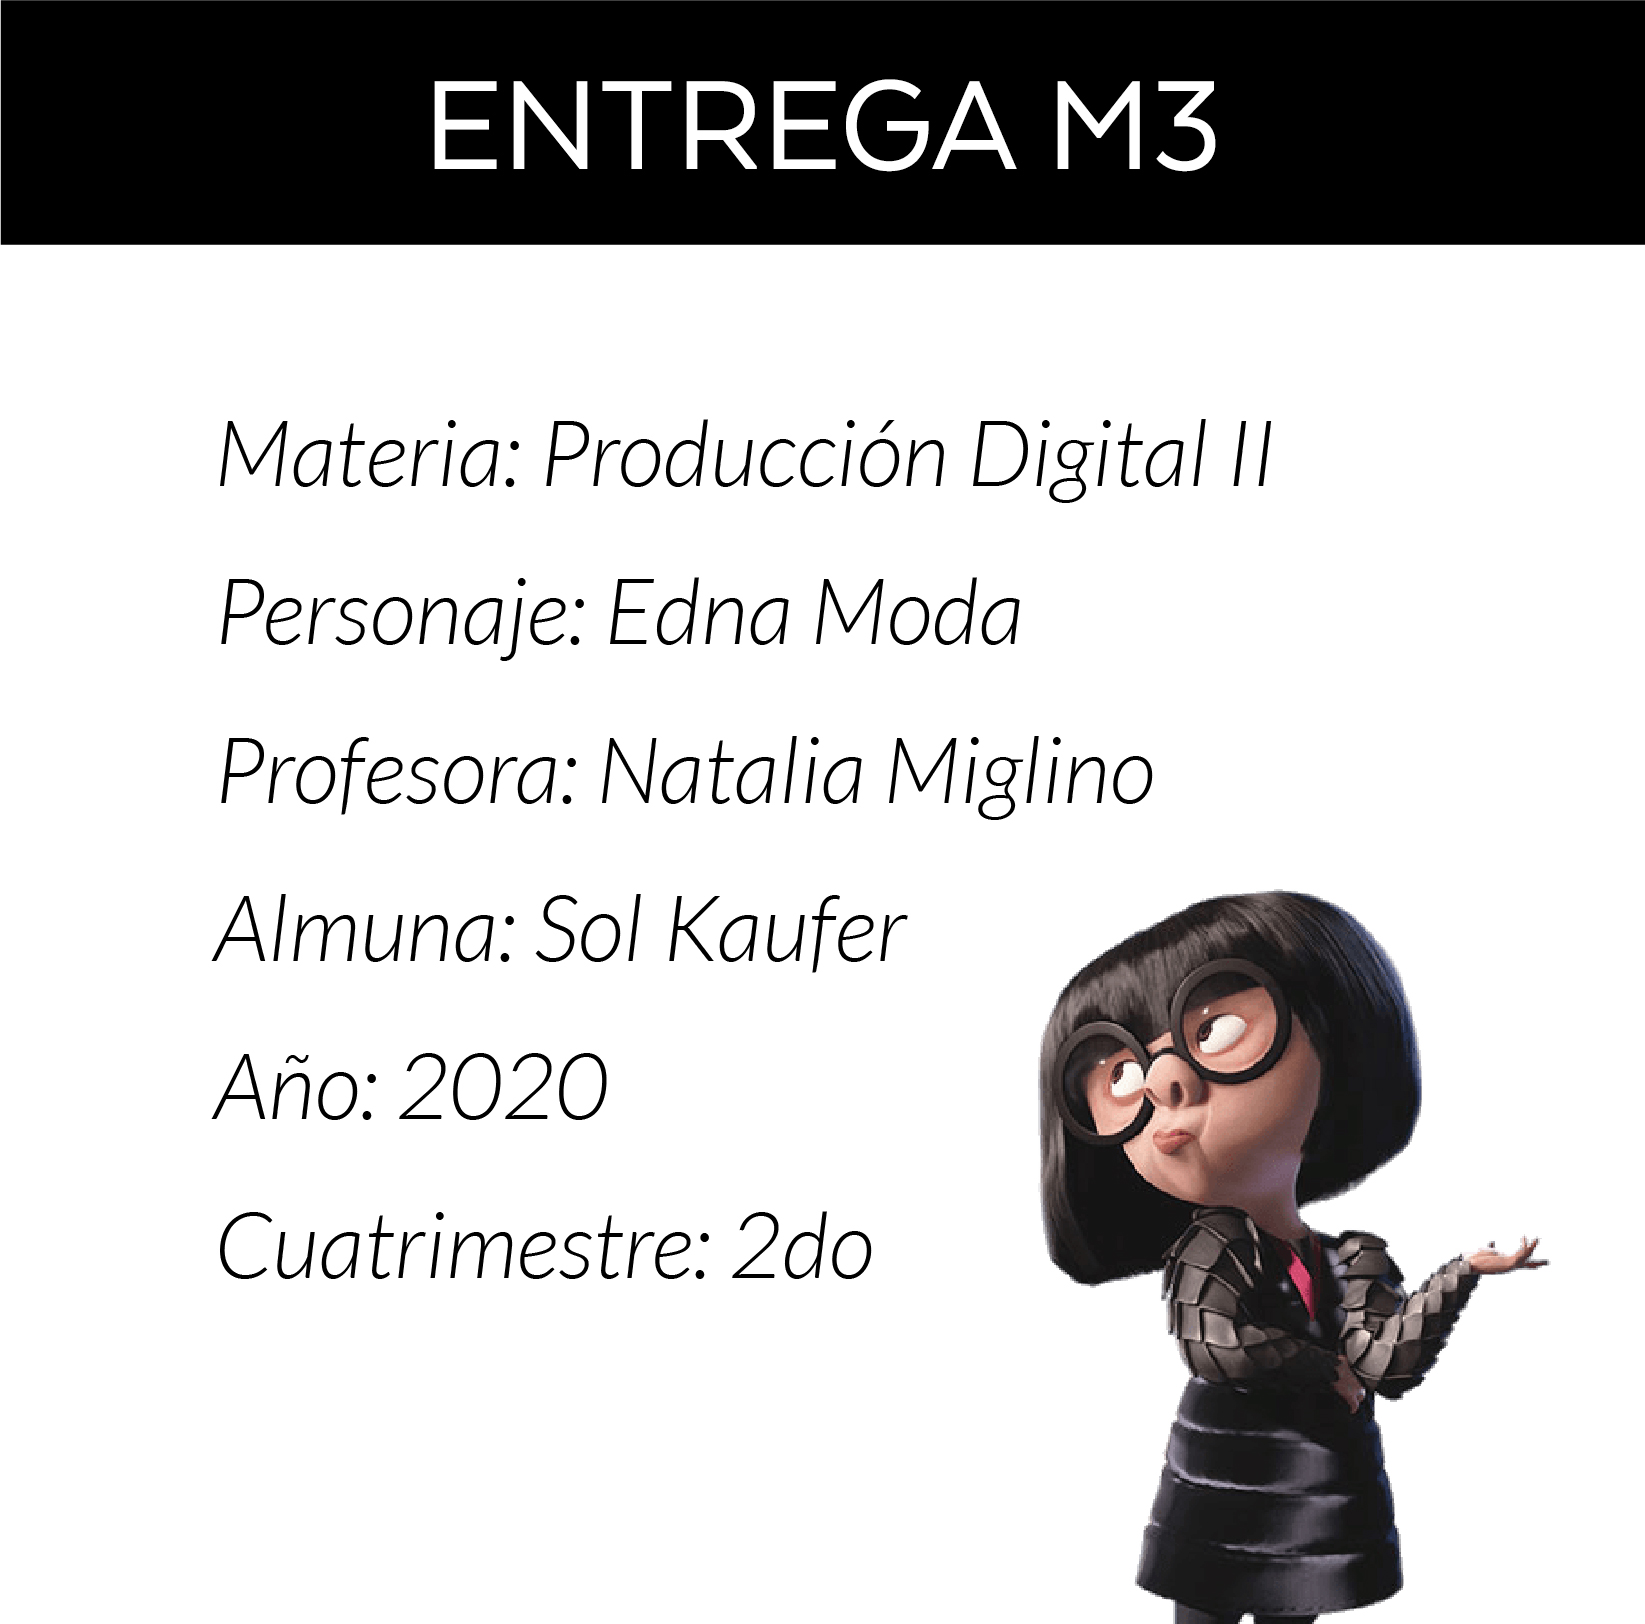 ENTREGA M3
Materia: Producción Digital II
Personaje: Edna Moda
Profesora: Natalia Miglino
Almuna: Sol Kaufer
Año: 2020
Cuatrimestre: 2do